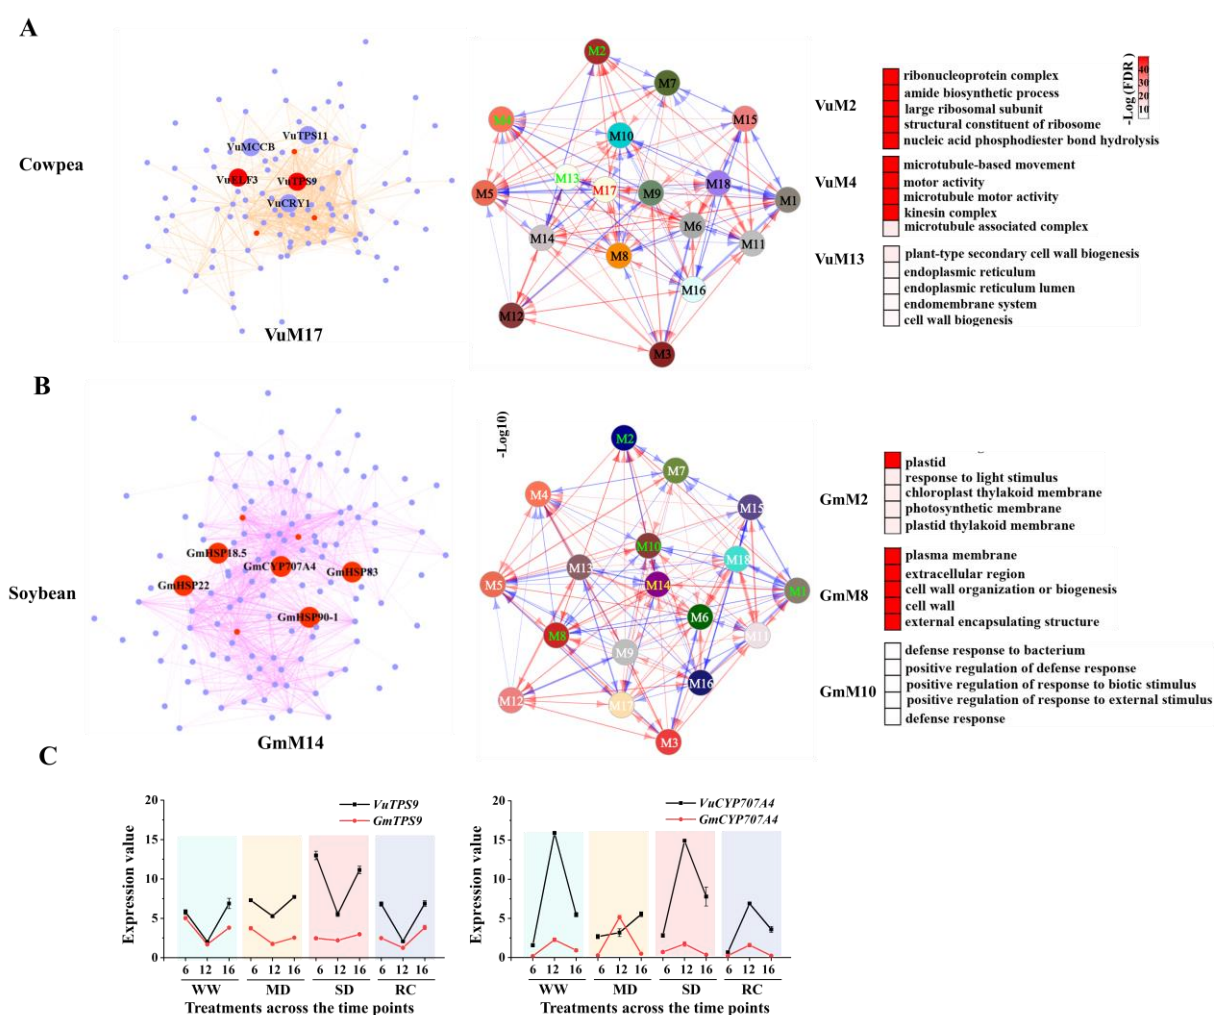 A
Cowpea
VuTPS11
VuMCCB
VuELF3
VuTPS9
VuCRY1
VuM17
M2
M7
M15
M10
M13
M17
M5
M9
M18
M1
M14
M6
M11
M8
M16
M12
M3
VuM2
ribonucleoprotein complex
amide biosynthetic process
large ribosomal subunit
structural constituent of ribosome
nucleic acid phosphodiester bond hydrolysis
VuM4
microtubule-based movement
motor activity
microtubule motor activity
kinesin complex
microtubule associated complex
VuM13
plant-type secondary cell wall biogenesis
endoplasmic reticulum
endoplasmic reticulum lumen
endomembrane system
cell wall biogenesis
-Log (FDR)
40
30
20
10
B
Soybean
GmHSP18.5
GmCYP707A4
GmHSP83
GmHSP22
GmHSP90-1
GmM14
-Log10)
M2
M7
M4
M15
M10
M18
M13
M14
M5
M1
M6
M8
M11
M9
M16
M12
M17
M3
GmM2
plastid
response to light stimulus
chloroplast thylakoid membrane
photosynthetic membrane
plastid thylakoid membrane
GmM8
plasma membrane
extracellular region
cell wall organization or biogenesis
cell wall
external encapsulating structure
GmM10
defense response to bacterium
positive regulation of defense response
positive regulation of response to biotic stimulus
positive regulation of response to external stimulus
defense response
C
Expression value
20
15
10
5
0
VuTPS9
GmTPS9
6 12 16 6 12 16 6 12 16 6 12 16
WW MD SD RC
Treatments across the time points
Expression value
20
15
10
5
0
VuCYP707A4
GmCYP707A4
6 12 16 6 12 16 6 12 16 6 12 16
WW MD SD RC
Treatments across the time points